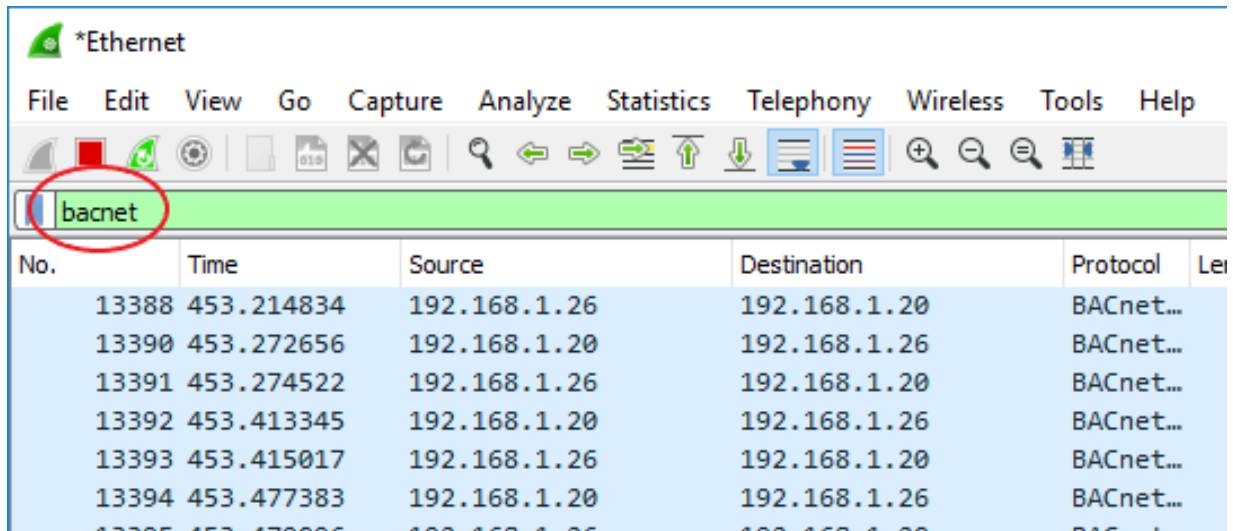 *Ethernet
File Edit View Go Capture Analyze Statistics Telephony Wireless Tools Help
bacnet
No. Time Source Destination Protocol
13388 453.214834 192.168.1.26 192.168.1.20 BACnet…
13390 453.272656 192.168.1.20 192.168.1.26 BACnet…
13391 453.274522 192.168.1.26 192.168.1.20 BACnet…
13392 453.413345 192.168.1.20 192.168.1.26 BACnet…
13393 453.415017 192.168.1.26 192.168.1.20 BACnet…
13394 453.477383 192.168.1.20 192.168.1.26 BACnet…